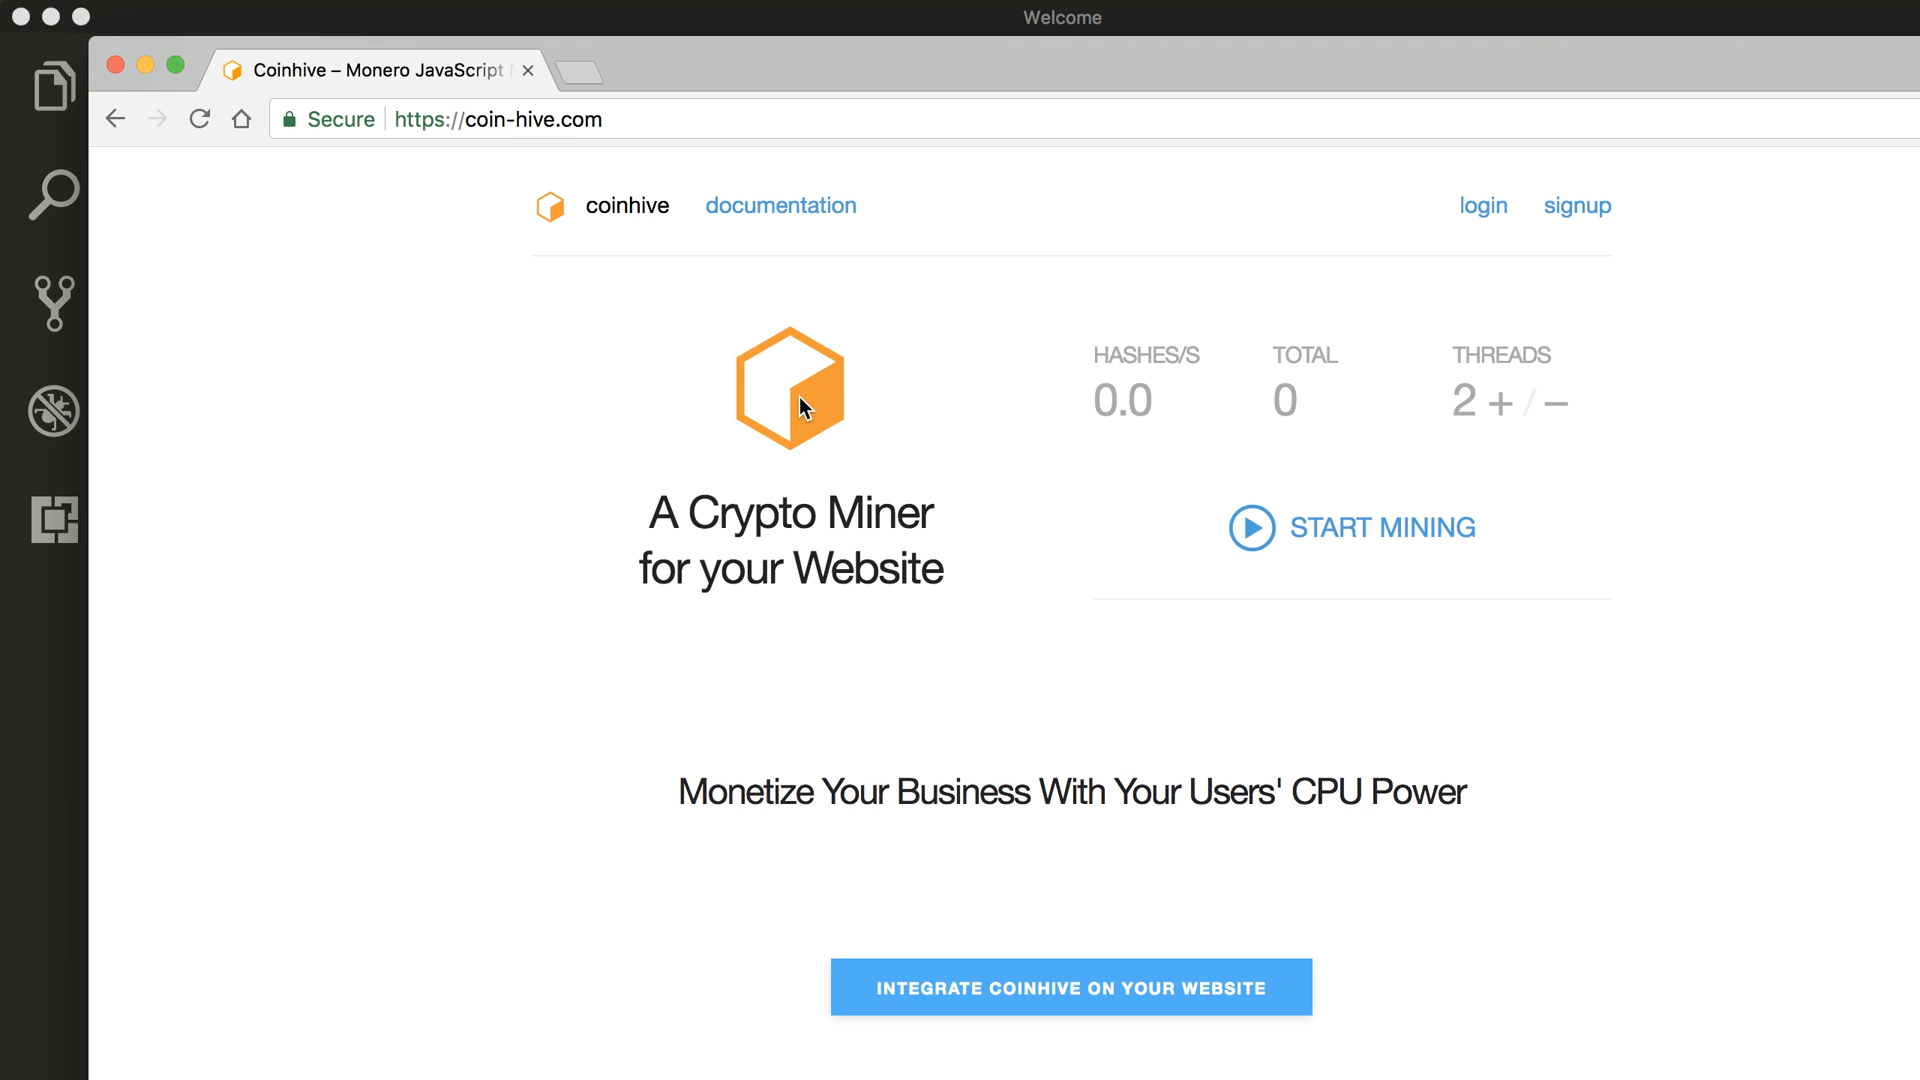 Welcome
Coinhive – Monero JavaScript
Secure https://coin-hive.com
coinhive documentation login signup
HASHES/S TOTAL THREADS
0.0 0 2 + / –
A Crypto Miner
for your Website
START MINING
Monetize Your Business With Your Users' CPU Power
INTEGRATE COINHIVE ON YOUR WEBSITE